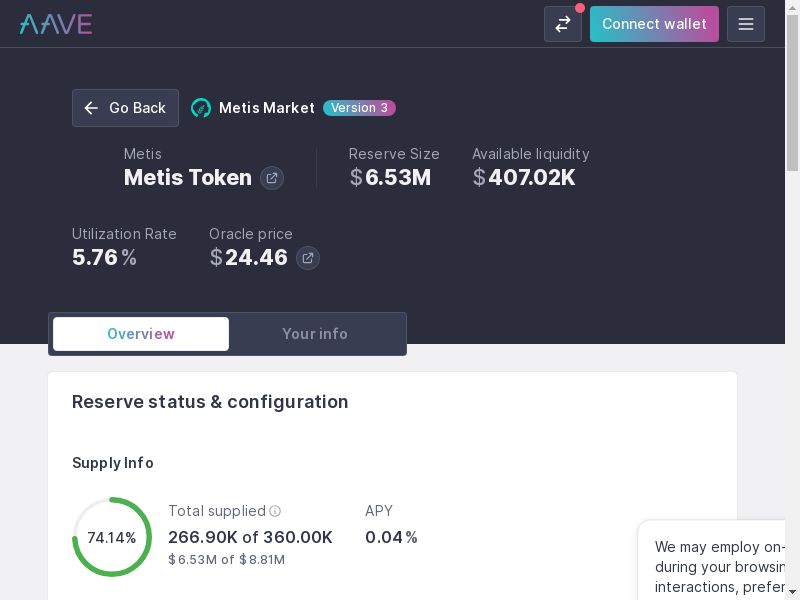 AAVE
Connect wallet
Go Back
Metis Market
Version 3
Metis
Metis Token
Reserve Size
$6.53M
Available liquidity
$407.02K
Utilization Rate
5.76%
Oracle price
$24.46
Overview
Your info
Reserve status & configuration
Supply Info
74.14%
Total supplied
266.90K of 360.00K
$6.53M of $8.81M
APY
0.04%
We may employ on-
during your browsin
interactions, prefer